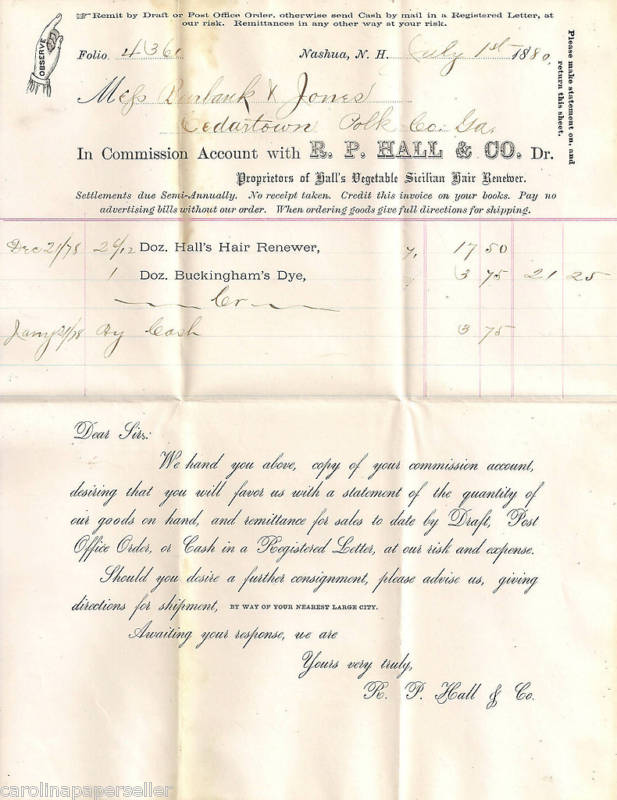 ☞ Remit by Draft or Post Office Order, otherwise send Cash by mail in a Registered Letter, at
our risk. Remittances in any other way at your risk.
OBSERVE
Folio 436 Nashua, N. H. July 1st 1880.
Please make statement on, and
return this sheet.
Mess Burbank & Jones
Cedartown Polk Co. Ga.
In Commission Account with R. P. HALL & CO. Dr.
Proprietors of Hall's Vegetable Sicilian Hair Renewer.
Settlements due Semi-Annually. No receipt taken. Credit this invoice on your books. Pay no
advertising bills without our order. When ordering goods give full directions for shipping.
Dec 21/78 2 6/12 Doz. Hall's Hair Renewer, 7. 17 50
1 Doz. Buckingham's Dye, 3 75 21 25
Cr
By Cash 3 75
Dear Sirs:
We hand you above, copy of your commission account,
desiring that you will favor us with a statement of the quantity of
our goods on hand, and remittance for sales to date by Draft, Post
Office Order, or Cash in a Registered Letter, at our risk and expense.
Should you desire a further consignment, please advise us, giving
directions for shipment, BY WAY OF YOUR NEAREST LARGE CITY.
Awaiting your response, we are
Yours very truly,
R. P. Hall & Co.
carolinapaperseller